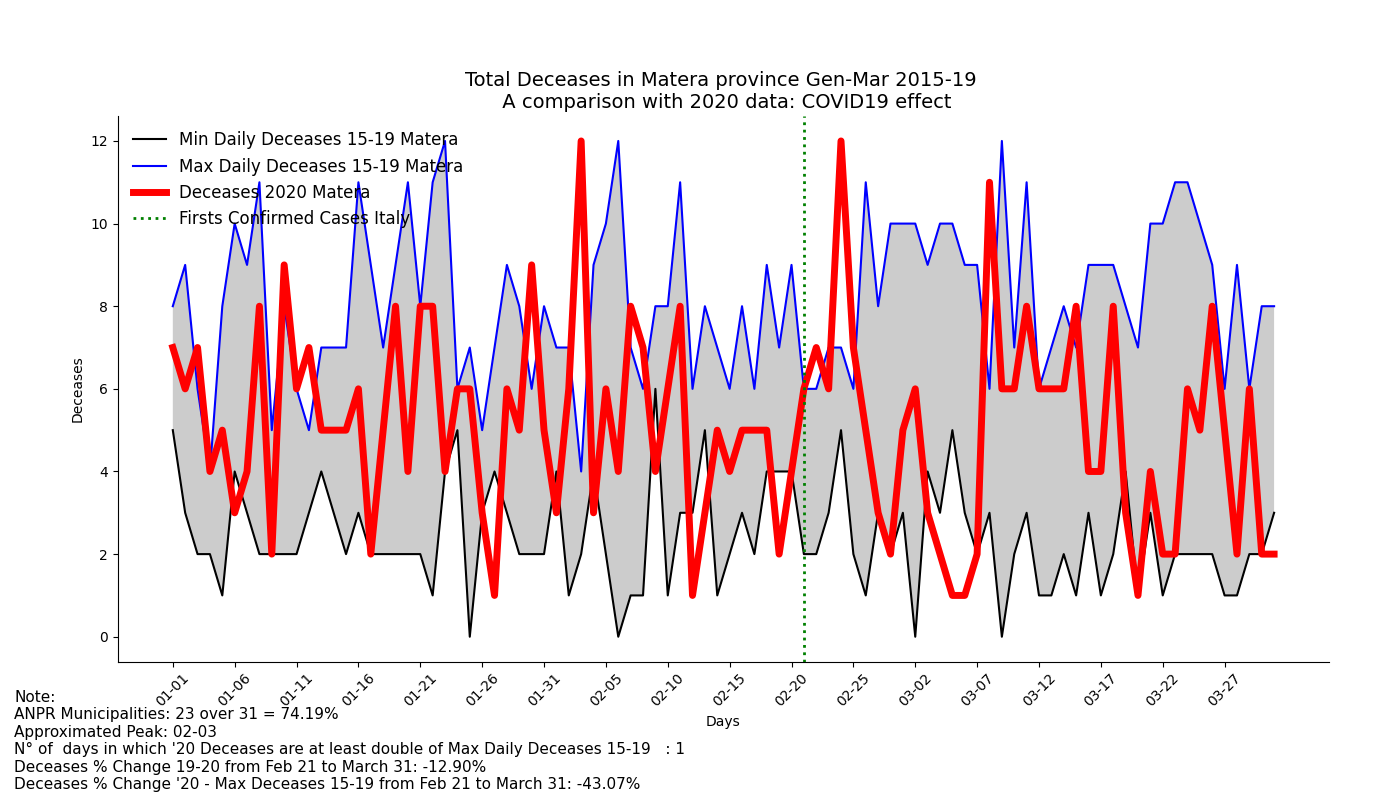 Total Deceases in Matera province Gen-Mar 2015-19
A comparison with 2020 data: COVID19 effect
Min Daily Deceases 15-19 Matera
Max Daily Deceases 15-19 Matera
Deceases 2020 Matera
Firsts Confirmed Cases Italy
Deceases
12
10
8
6
4
2
0
01-01 01-06 01-11 01-16 01-21 01-26 01-31 02-05 02-10 02-15 02-20 02-25 03-02 03-07 03-12 03-17 03-22 03-27
Days
Note:
ANPR Municipalities: 23 over 31 = 74.19%
Approximated Peak: 02-03
N° of  days in which '20 Deceases are at least double of Max Daily Deceases 15-19   : 1
Deceases % Change 19-20 from Feb 21 to March 31: -12.90%
Deceases % Change '20 - Max Deceases 15-19 from Feb 21 to March 31: -43.07%